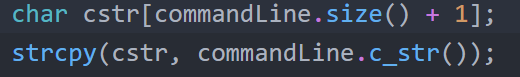 char cstr[commandLine.size() + 1];
strcpy(cstr, commandLine.c_str());